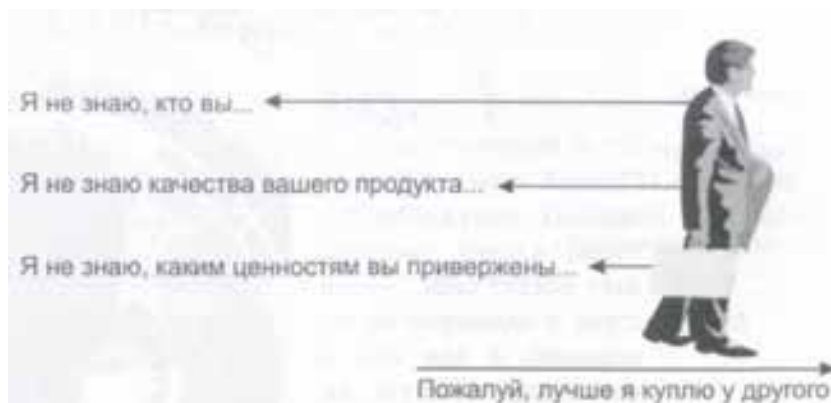 Я не знаю, кто вы...
Я не знаю качества вашего продукта...
Я не знаю, каким ценностям вы привержены...
Пожалуй, лучше я куплю у другого